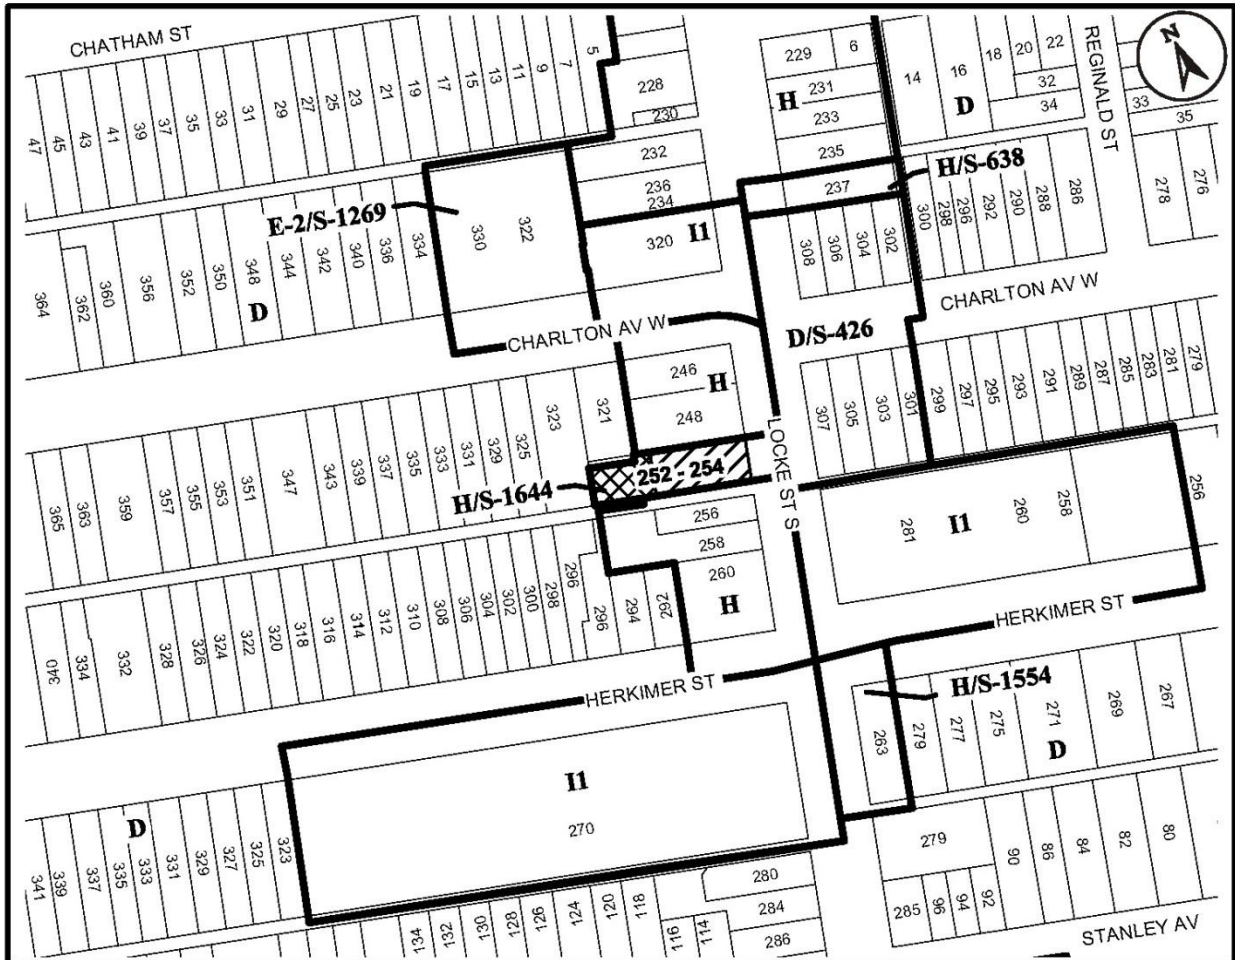 CHATHAM ST
47 45 43 41 39 37 35 33 31 29 27 25 23 21 19 17 15 13 11 9 7 5
228
230
232
236
234
229 6
H
231
233
235
237
14 16 18 20 22
32
34
D
REGINALD ST
33
35
N
H/S-638
E-2/S-1269
364 362 360 356 352 350 348 344 342 340 336 334
D
330 322
320
I1
308 306 304 302
300 298 296 292 290 288 286
278 276
CHARLTON AV W
CHARLTON AV W
D/S-426
246
H
248
LOCKE ST S
307 305 303 301 299 297 295 293 291 289 287 285 283 281 279
365 363 359 357 355 353 351 347 343 339 337 335 333 331 329 325 323 321
252 - 254
H/S-1644
256
258
260
H
281
I1
260
258
256
340 334 332 328 326 324 322 320 318 316 314 312 310 308 306 304 302 300 298 296
296 294 292
HERKIMER ST
HERKIMER ST
H/S-1554
263 279 277 275 271 269 267
D
I1
270
D
341 339 337 335 333 331 329 327 325 323
134 132 130 128 126 124 120 118
116 114
280
284
286
279
285 96 94 92
90 86 84 82 80
STANLEY AV